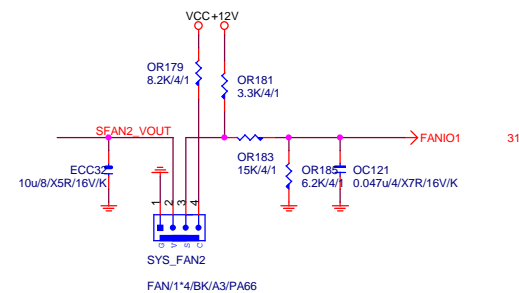 VCC +12V
OR179
8.2K/4/1
OR181
3.3K/4/1
SFAN2_VOUT
FANIO1
31
ECC32
10u/8/X5R/16V/K
OR183
15K/4/1
OR185
6.2K/4/1
OC121
0.047u/4/X7R/16V/K
1
2
3
4
G
V
S
C
SYS_FAN2
FAN/1*4/BK/A3/PA66